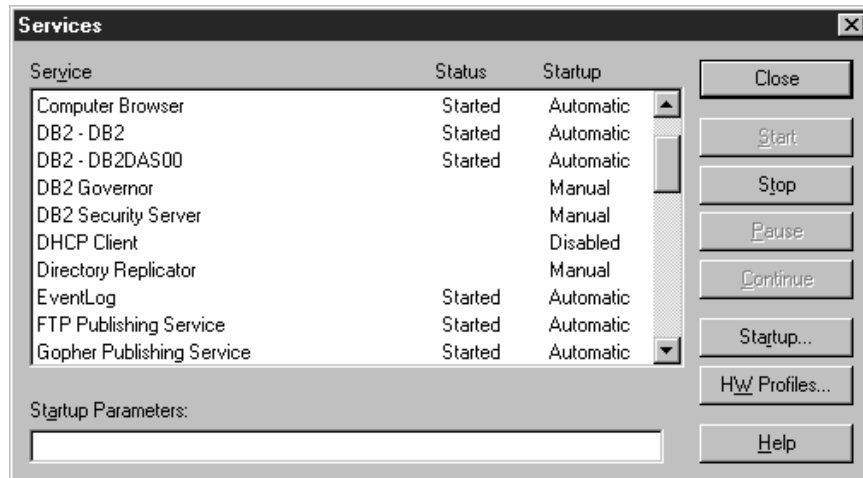 Services
Service Status Startup
Computer Browser Started Automatic
DB2 - DB2 Started Automatic
DB2 - DB2DAS00 Started Automatic
DB2 Governor Manual
DB2 Security Server Manual
DHCP Client Disabled
Directory Replicator Manual
EventLog Started Automatic
FTP Publishing Service Started Automatic
Gopher Publishing Service Started Automatic
Startup Parameters:
Close
Start
Stop
Pause
Continue
Startup...
HW Profiles...
Help